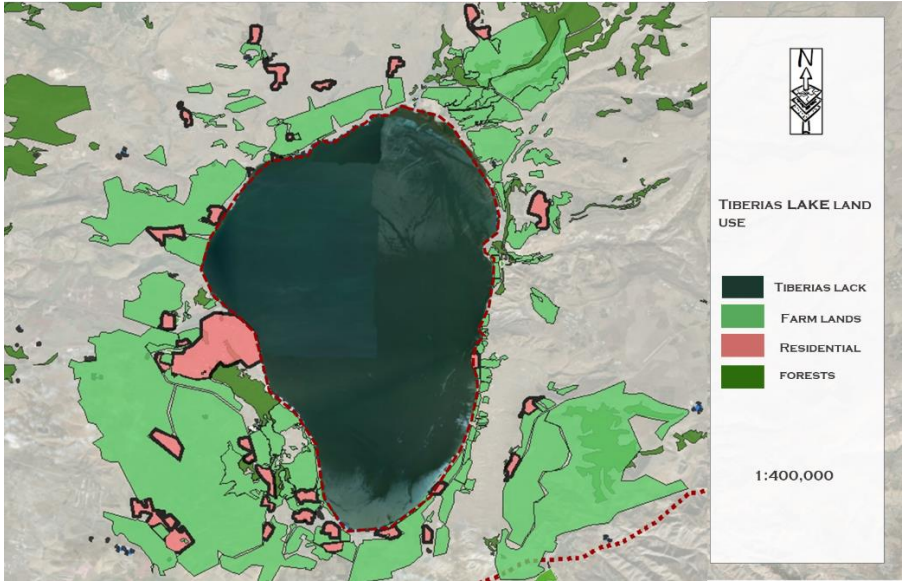 N
TIBERIAS LAKE LAND
USE
TIBERIAS LACK
FARM LANDS
RESIDENTIAL
FORESTS
1:400,000